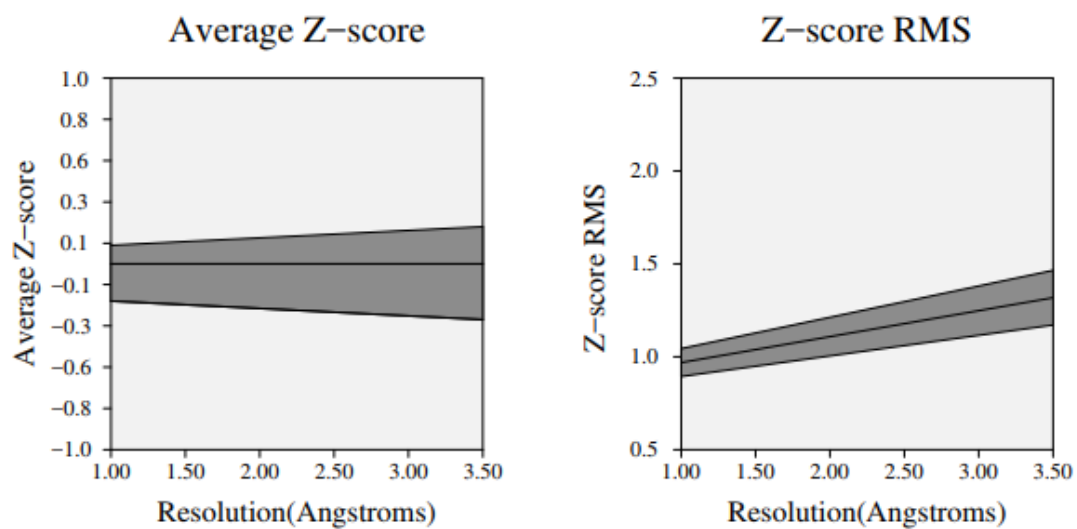 Average Z−score
Average Z−score
1.0
0.8
0.6
0.3
0.1
−0.1
−0.3
−0.6
−0.8
−1.0
1.00 1.50 2.00 2.50 3.00 3.50
Resolution(Angstroms)
Z−score RMS
Z−score RMS
2.5
2.0
1.5
1.0
0.5
1.00 1.50 2.00 2.50 3.00 3.50
Resolution(Angstroms)